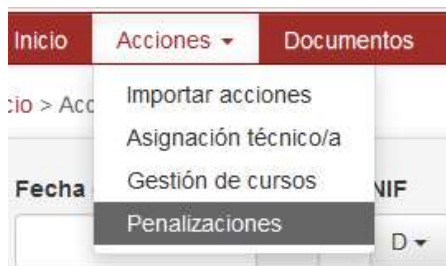 Inicio Acciones Documentos
cio > Acc
Importar acciones
Asignación técnico/a
Gestión de cursos
Penalizaciones
Fecha NIF
D